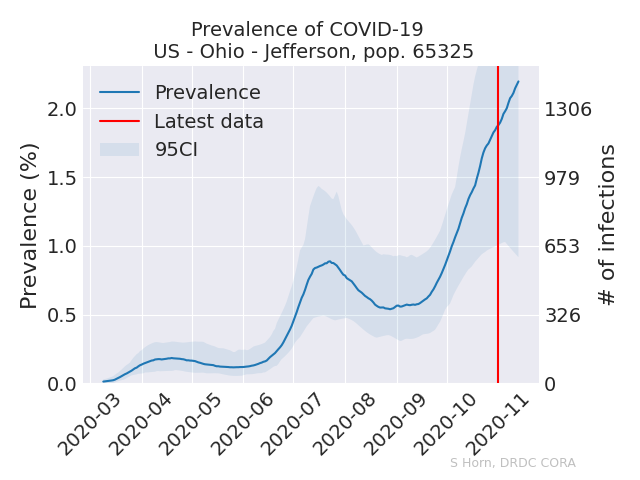 Prevalence of COVID-19
US - Ohio - Jefferson, pop. 65325
Prevalence
Latest data
95CI
Prevalence (%)
2.0
1.5
1.0
0.5
0.0
1306
979
653
326
0
# of infections
2020-03
2020-04
2020-05
2020-06
2020-07
2020-08
2020-09
2020-10
2020-11
S Horn, DRDC CORA